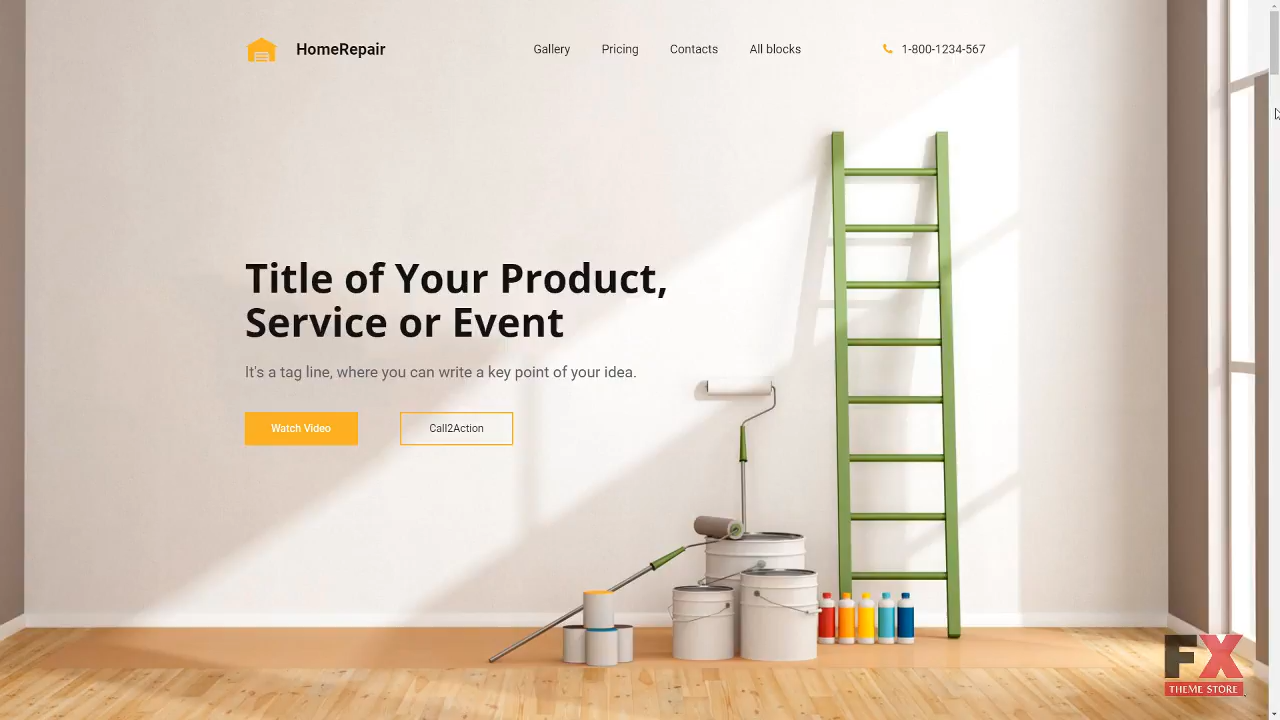 HomeRepair
Gallery Pricing Contacts All blocks
1-800-1234-567
Title of Your Product,
Service or Event
It's a tag line, where you can write a key point of your idea.
Watch Video Call2Action
FX
THEME STORE